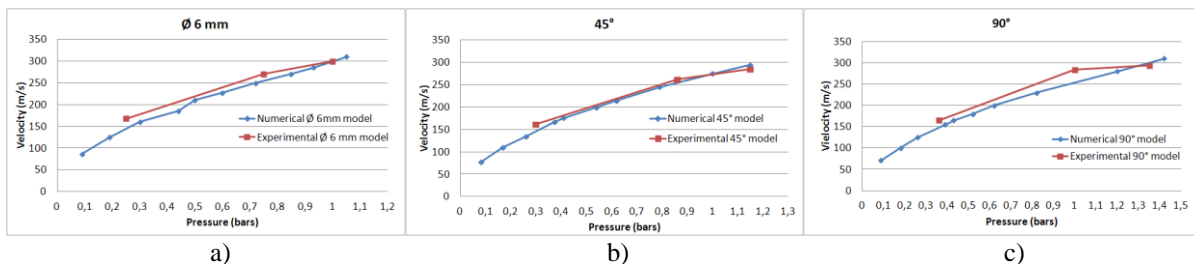 Ø 6 mm
350
300
250
200
150
100
50
0
Velocity (m/s)
Numerical Ø 6mm model
Experimental Ø 6 mm model
0 0,1 0,2 0,3 0,4 0,5 0,6 0,7 0,8 0,9 1 1,1
Pressure (bars)
a)
45°
350
300
250
200
150
100
50
0
Velocity (m/s)
Numerical 45° model
Experimental 45° model
0 0,1 0,2 0,3 0,4 0,5 0,6 0,7 0,8 0,9 1 1,1 1,2 1,3
Pressure (bars)
b)
90°
350
300
250
200
150
100
50
0
Vielocity (m/s)
Numerical 90° model
Experimental 90° model
0 0,1 0,2 0,3 0,4 0,5 0,6 0,7 0,8 0,9 1 1,1 1,2 1,3 1,4 1,5
Pressure (bars)
c)